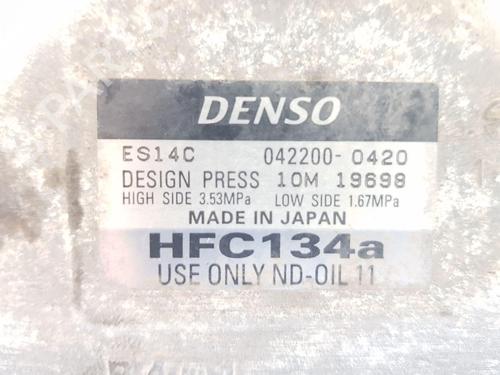 DENSO
ES14C 042200-0420
DESIGN PRESS 10M 19698
HIGH SIDE 3.53MPa LOW SIDE 1.67MPa
MADE IN JAPAN
HFC134a
USE ONLY ND-OIL 11